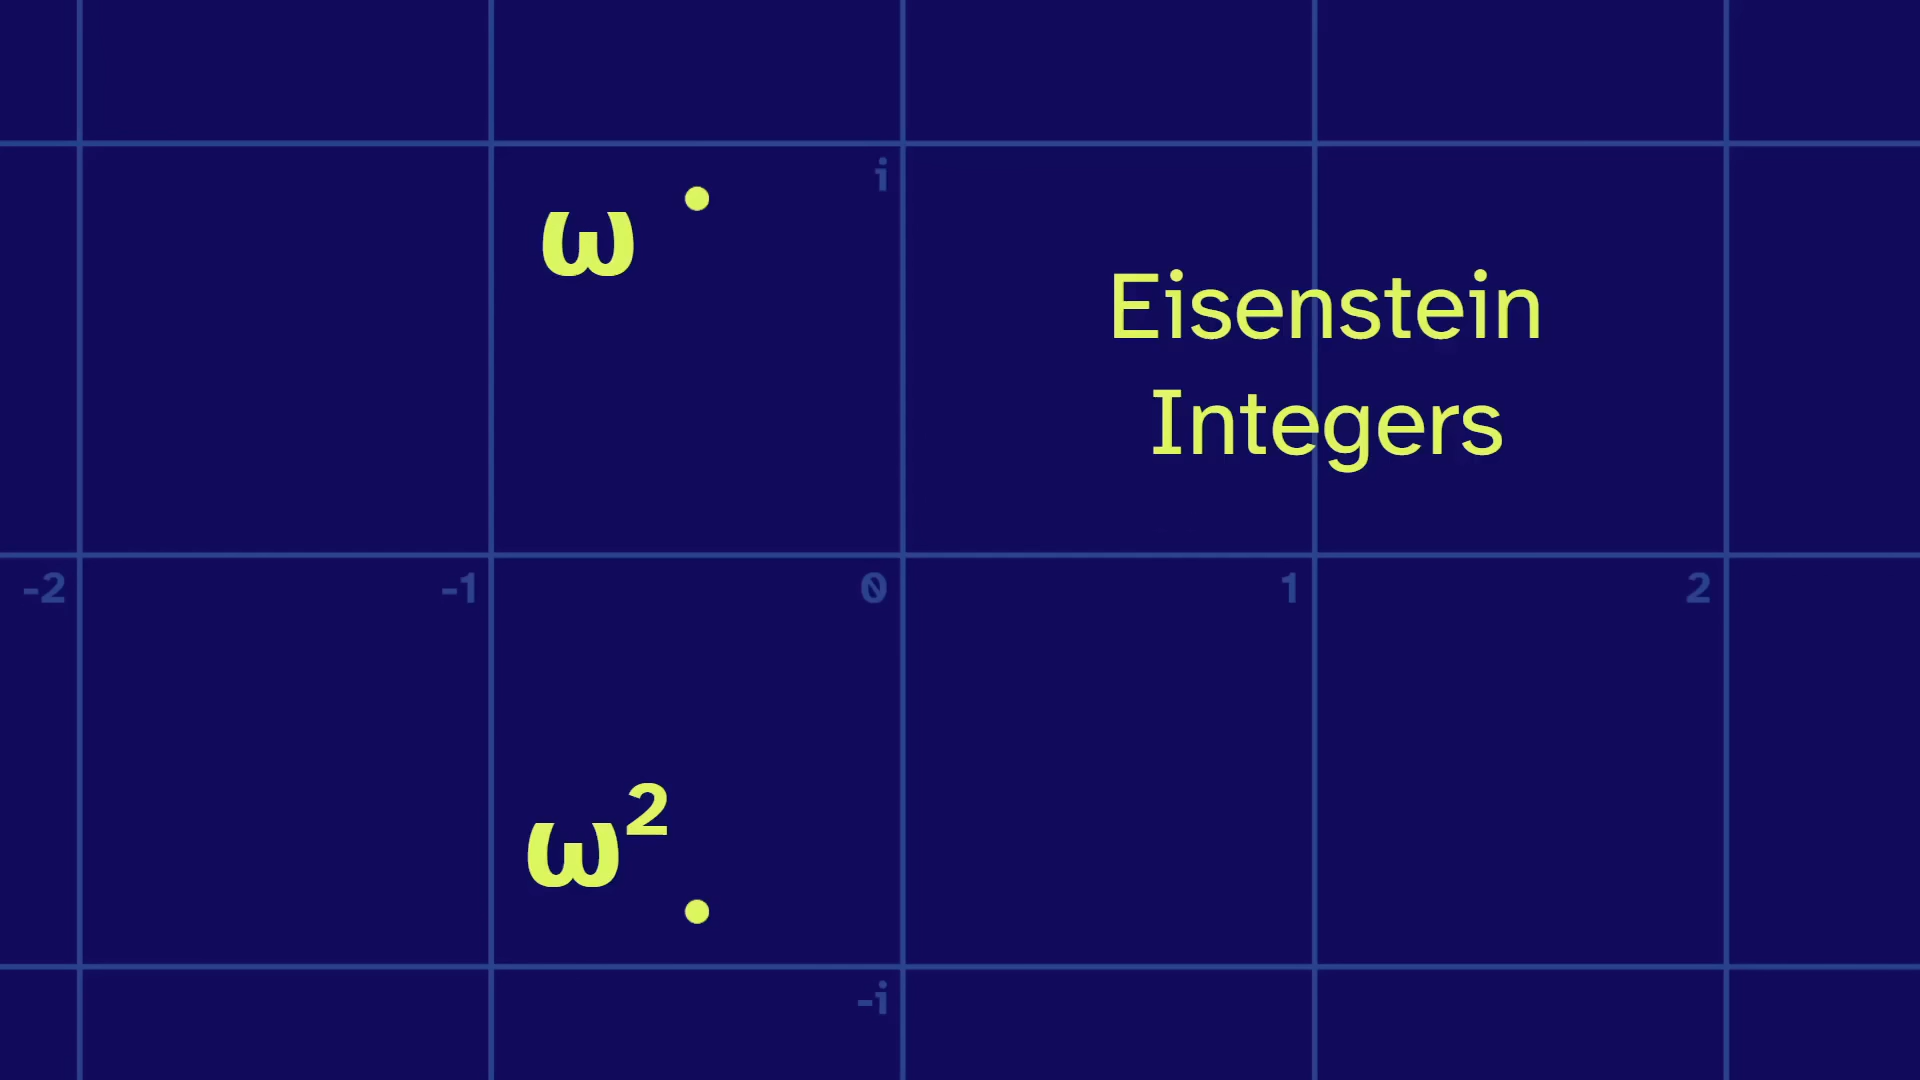 i
ω
Eisenstein
Integers
-2 -1 0 1 2
ω²
-i